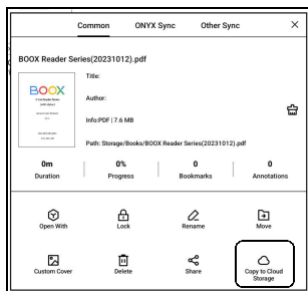 Common ONYX Sync Other Sync
BOOX Reader Series(20231012).pdf
BOOX
Title:
Author:
Info:PDF | 7.6 MB
Path: Storage/Books/BOOX Reader Series(20231012).pdf
0m 0% 0 0
Duration Progress Bookmarks Annotations
Open With Lock Rename Move
Custom Cover Delete Share Copy to Cloud
Storage